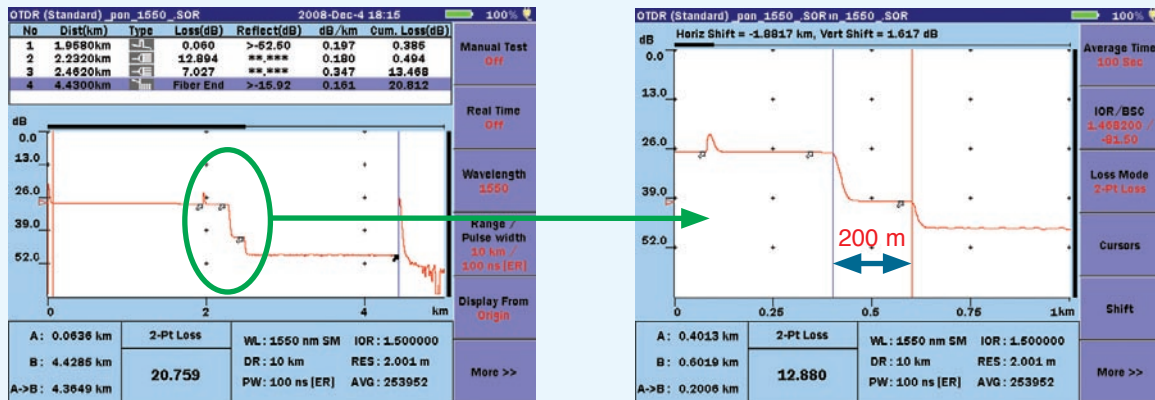 OTDR (Standard) _pon_1550_.SOR 2008-Dec-4 18:15 100%
No Dist(km) Type Loss(dB) Reflect(dB) dB/km Cum. Loss(dB)
1 1.9580km 0.060 >-52.50 0.197 0.385
2 2.2320km 12.894 **.*** 0.180 0.494
3 2.4620km 7.027 **.*** 0.347 13.468
4 4.4300km Fiber End >-15.92 0.161 20.812
dB
0.0
13.0
26.0
39.0
52.0
0 2 4 km
Manual Test
Off
Real Time
Off
Wavelength
1550
Range /
Pulse width
10 km /
100 ns [ER]
Display From
Origin
More >>
A: 0.0636 km
B: 4.4285 km
A->B: 4.3649 km
2-Pt Loss
20.759
WL: 1550 nm SM IOR: 1.500000
DR: 10 km RES: 2.001 m
PW: 100 ns [ER] AVG: 253952
OTDR (Standard) _pon_1550_.SOR ın_1550_.SOR 100%
Horiz Shift = -1.8817 km, Vert Shift = 1.617 dB
dB
0.0
13.0
26.0
39.0
52.0
200 m
0 0.25 0.5 0.75 1km
Average Time
100 Sec
IOR/BSC
1.468200 /
-81.50
Loss Mode
2-Pt Loss
Cursors
Shift
More >>
A: 0.4013 km
B: 0.6019 km
A->B: 0.2006 km
2-Pt Loss
12.880
WL: 1550 nm SM IOR: 1.500000
DR: 10 km RES: 2.001 m
PW: 100 ns [ER] AVG: 253952